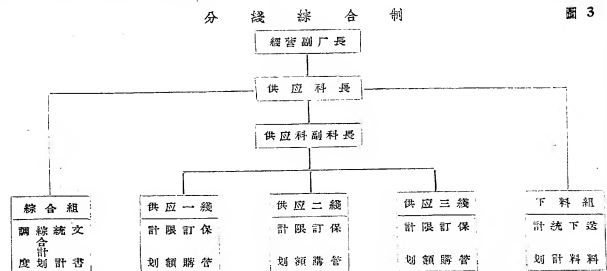 分綫綜合制
圖 3
經营副厂長
供应科長
供应科副科長
綜合組
調度 綜合計划 統計 文書
供应一綫
計划 限額 訂購 保管
供应二綫
計划 限額 訂購 保管
供应三綫
計划 限額 訂購 保管
下料組
計划 統計 下料 送料